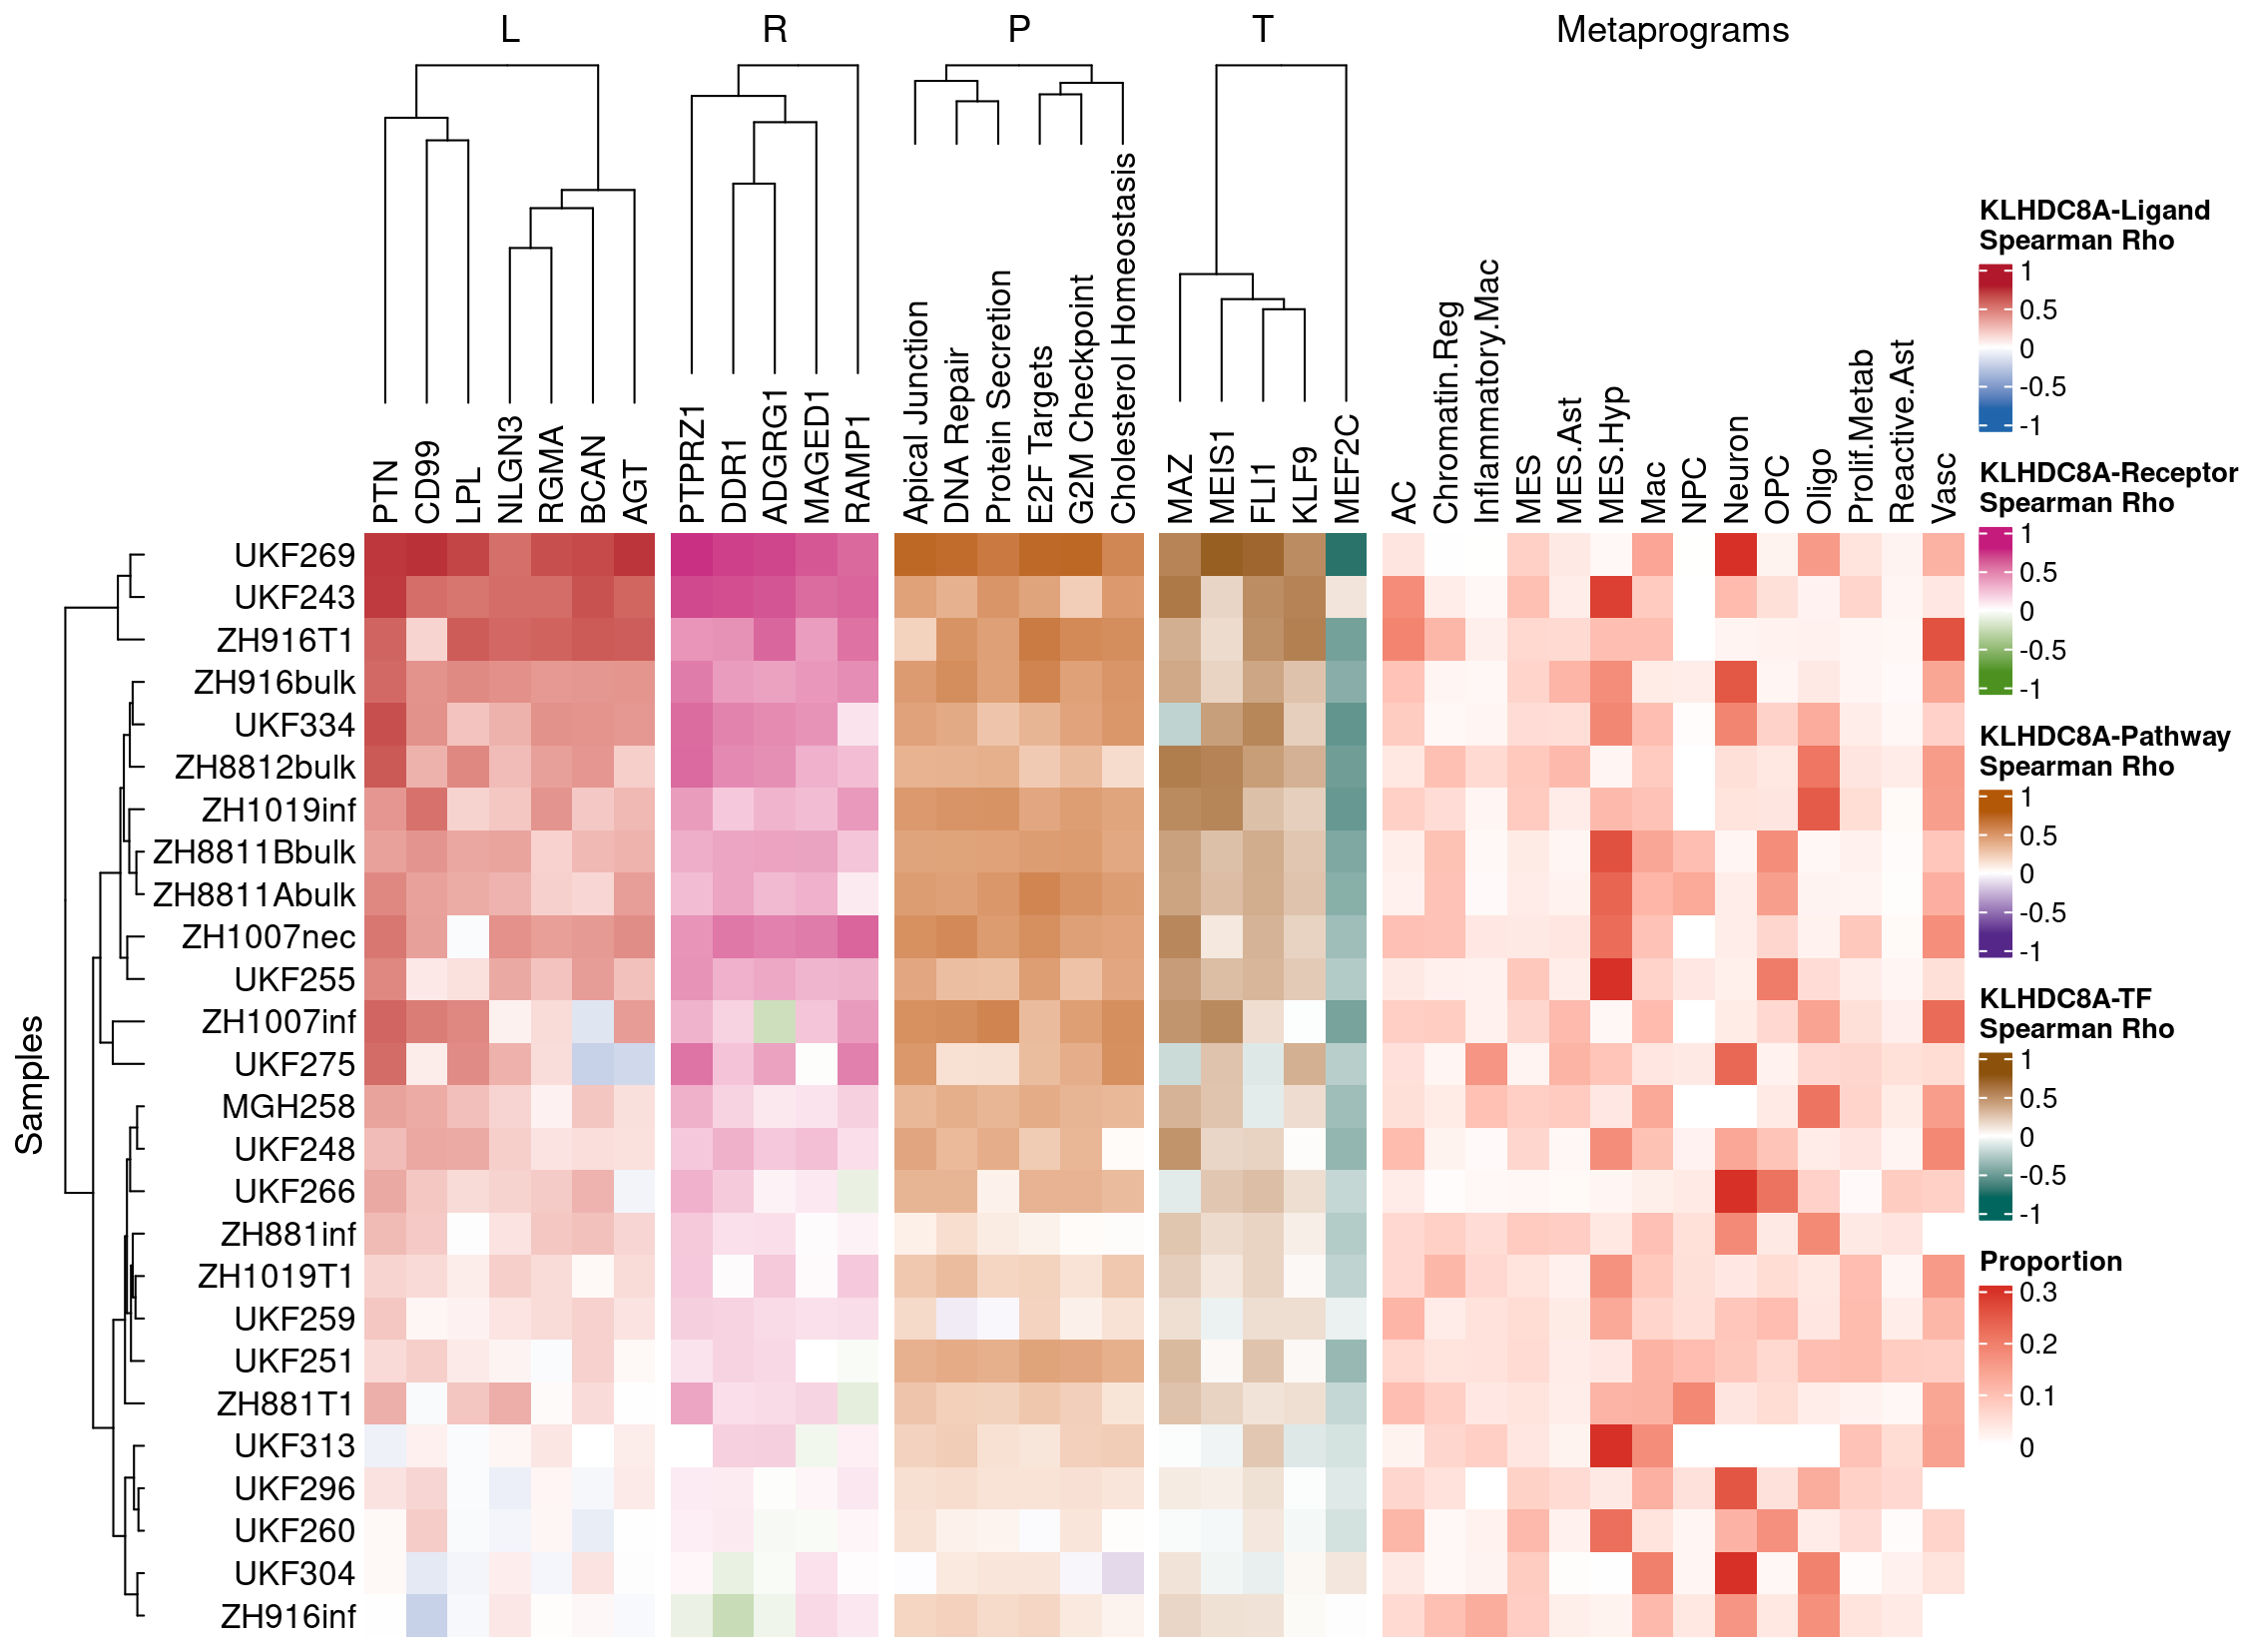 L R P T Metaprograms
PTN CD99 LPL NLGN3 RGMA BCAN AGT
PTPRZ1 DDR1 ADGRG1 MAGED1 RAMP1
Apical Junction
DNA Repair
Protein Secretion
E2F Targets
G2M Checkpoint
Cholesterol Homeostasis
MAZ MEIS1 FLI1 KLF9 MEF2C
AC
Chromatin.Reg
Inflammatory.Mac
MES
MES.Ast
MES.Hyp
Mac
NPC
Neuron
OPC
Oligo
Prolif.Metab
Reactive.Ast
Vasc
Samples
UKF269
UKF243
ZH916T1
ZH916bulk
UKF334
ZH8812bulk
ZH1019inf
ZH8811Bbulk
ZH8811Abulk
ZH1007nec
UKF255
ZH1007inf
UKF275
MGH258
UKF248
UKF266
ZH881inf
ZH1019T1
UKF259
UKF251
ZH881T1
UKF313
UKF296
UKF260
UKF304
ZH916inf
KLHDC8A-Ligand
Spearman Rho
1
0.5
0
-0.5
-1
KLHDC8A-Receptor
Spearman Rho
1
0.5
0
-0.5
-1
KLHDC8A-Pathway
Spearman Rho
1
0.5
0
-0.5
-1
KLHDC8A-TF
Spearman Rho
1
0.5
0
-0.5
-1
Proportion
0.3
0.2
0.1
0